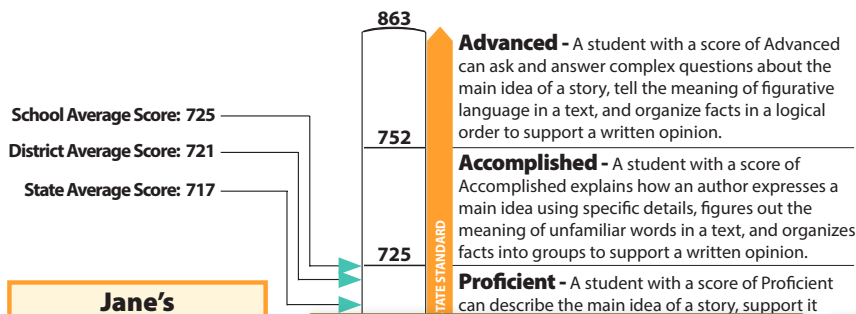 863
Advanced - A student with a score of Advanced
can ask and answer complex questions about the
main idea of a story, tell the meaning of figurative
language in a text, and organize facts in a logical
order to support a written opinion.
School Average Score: 725
District Average Score: 721
State Average Score: 717
752
Accomplished - A student with a score of
Accomplished explains how an author expresses a
main idea using specific details, figures out the
meaning of unfamiliar words in a text, and organizes
facts into groups to support a written opinion.
725
STANDARD
Proficient - A student with a score of Proficient
can describe the main idea of a story, support it
Jane's